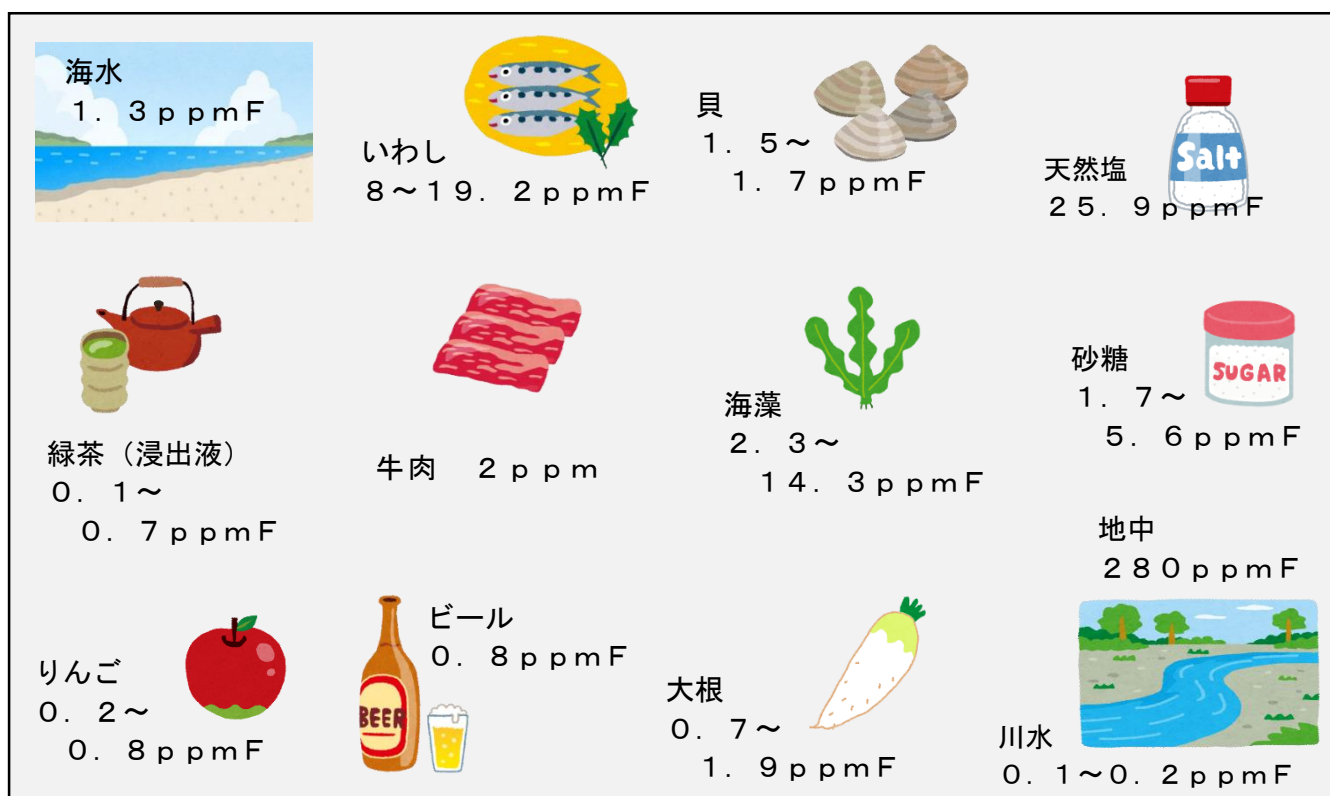 海水
１．３ｐｐｍＦ
いわし
８～１９．２ｐｐｍＦ
貝
１．５～
１．７ｐｐｍＦ
Salt
天然塩
２５．９ｐｐｍＦ
緑茶（浸出液）
０．１～
０．７ｐｐｍＦ
牛肉　２ｐｐｍ
海藻
２．３～
１４．３ｐｐｍＦ
SUGAR
砂糖
１．７～
５．６ｐｐｍＦ
地中
２８０ｐｐｍＦ
りんご
０．２～
０．８ｐｐｍＦ
BEER
ビール
０．８ｐｐｍＦ
大根
０．７～
１．９ｐｐｍＦ
川水
０．１～０．２ｐｐｍＦ